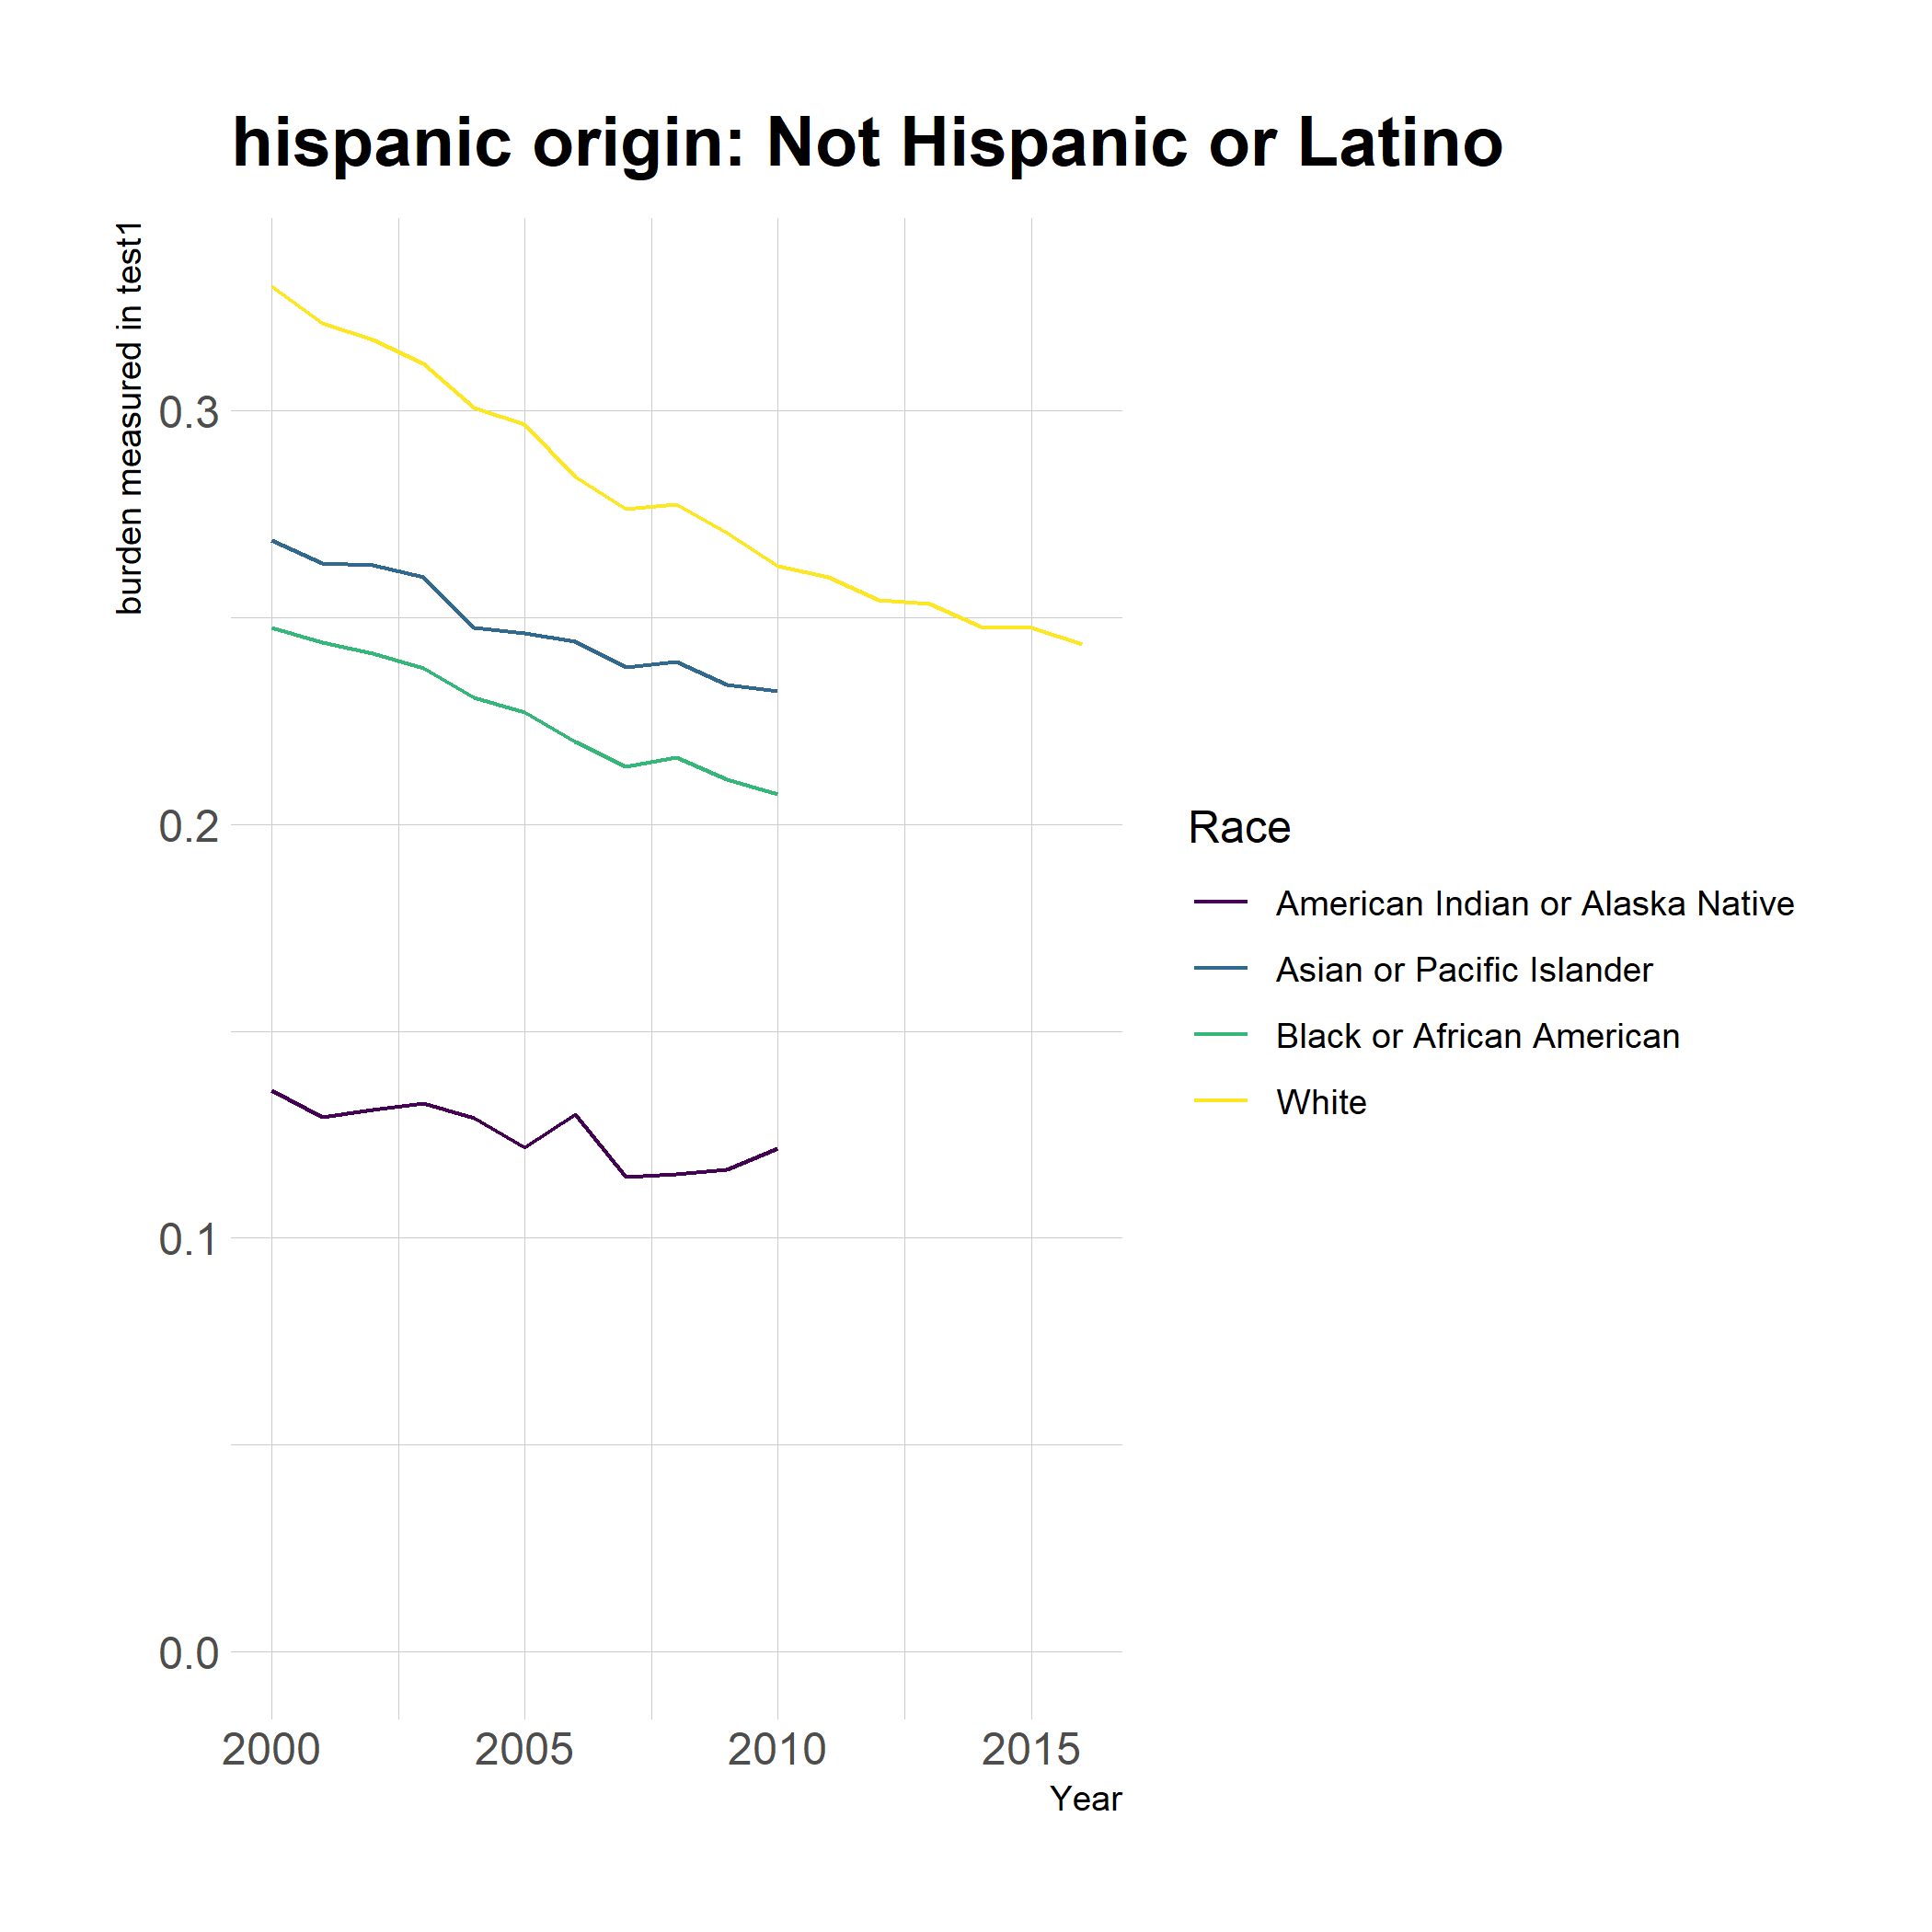 hispanic origin: Not Hispanic or Latino
burden measured in test1
0.3
0.2
0.1
0.0
2000
2005
2010
2015
Year
Race
American Indian or Alaska Native
Asian or Pacific Islander
Black or African American
White